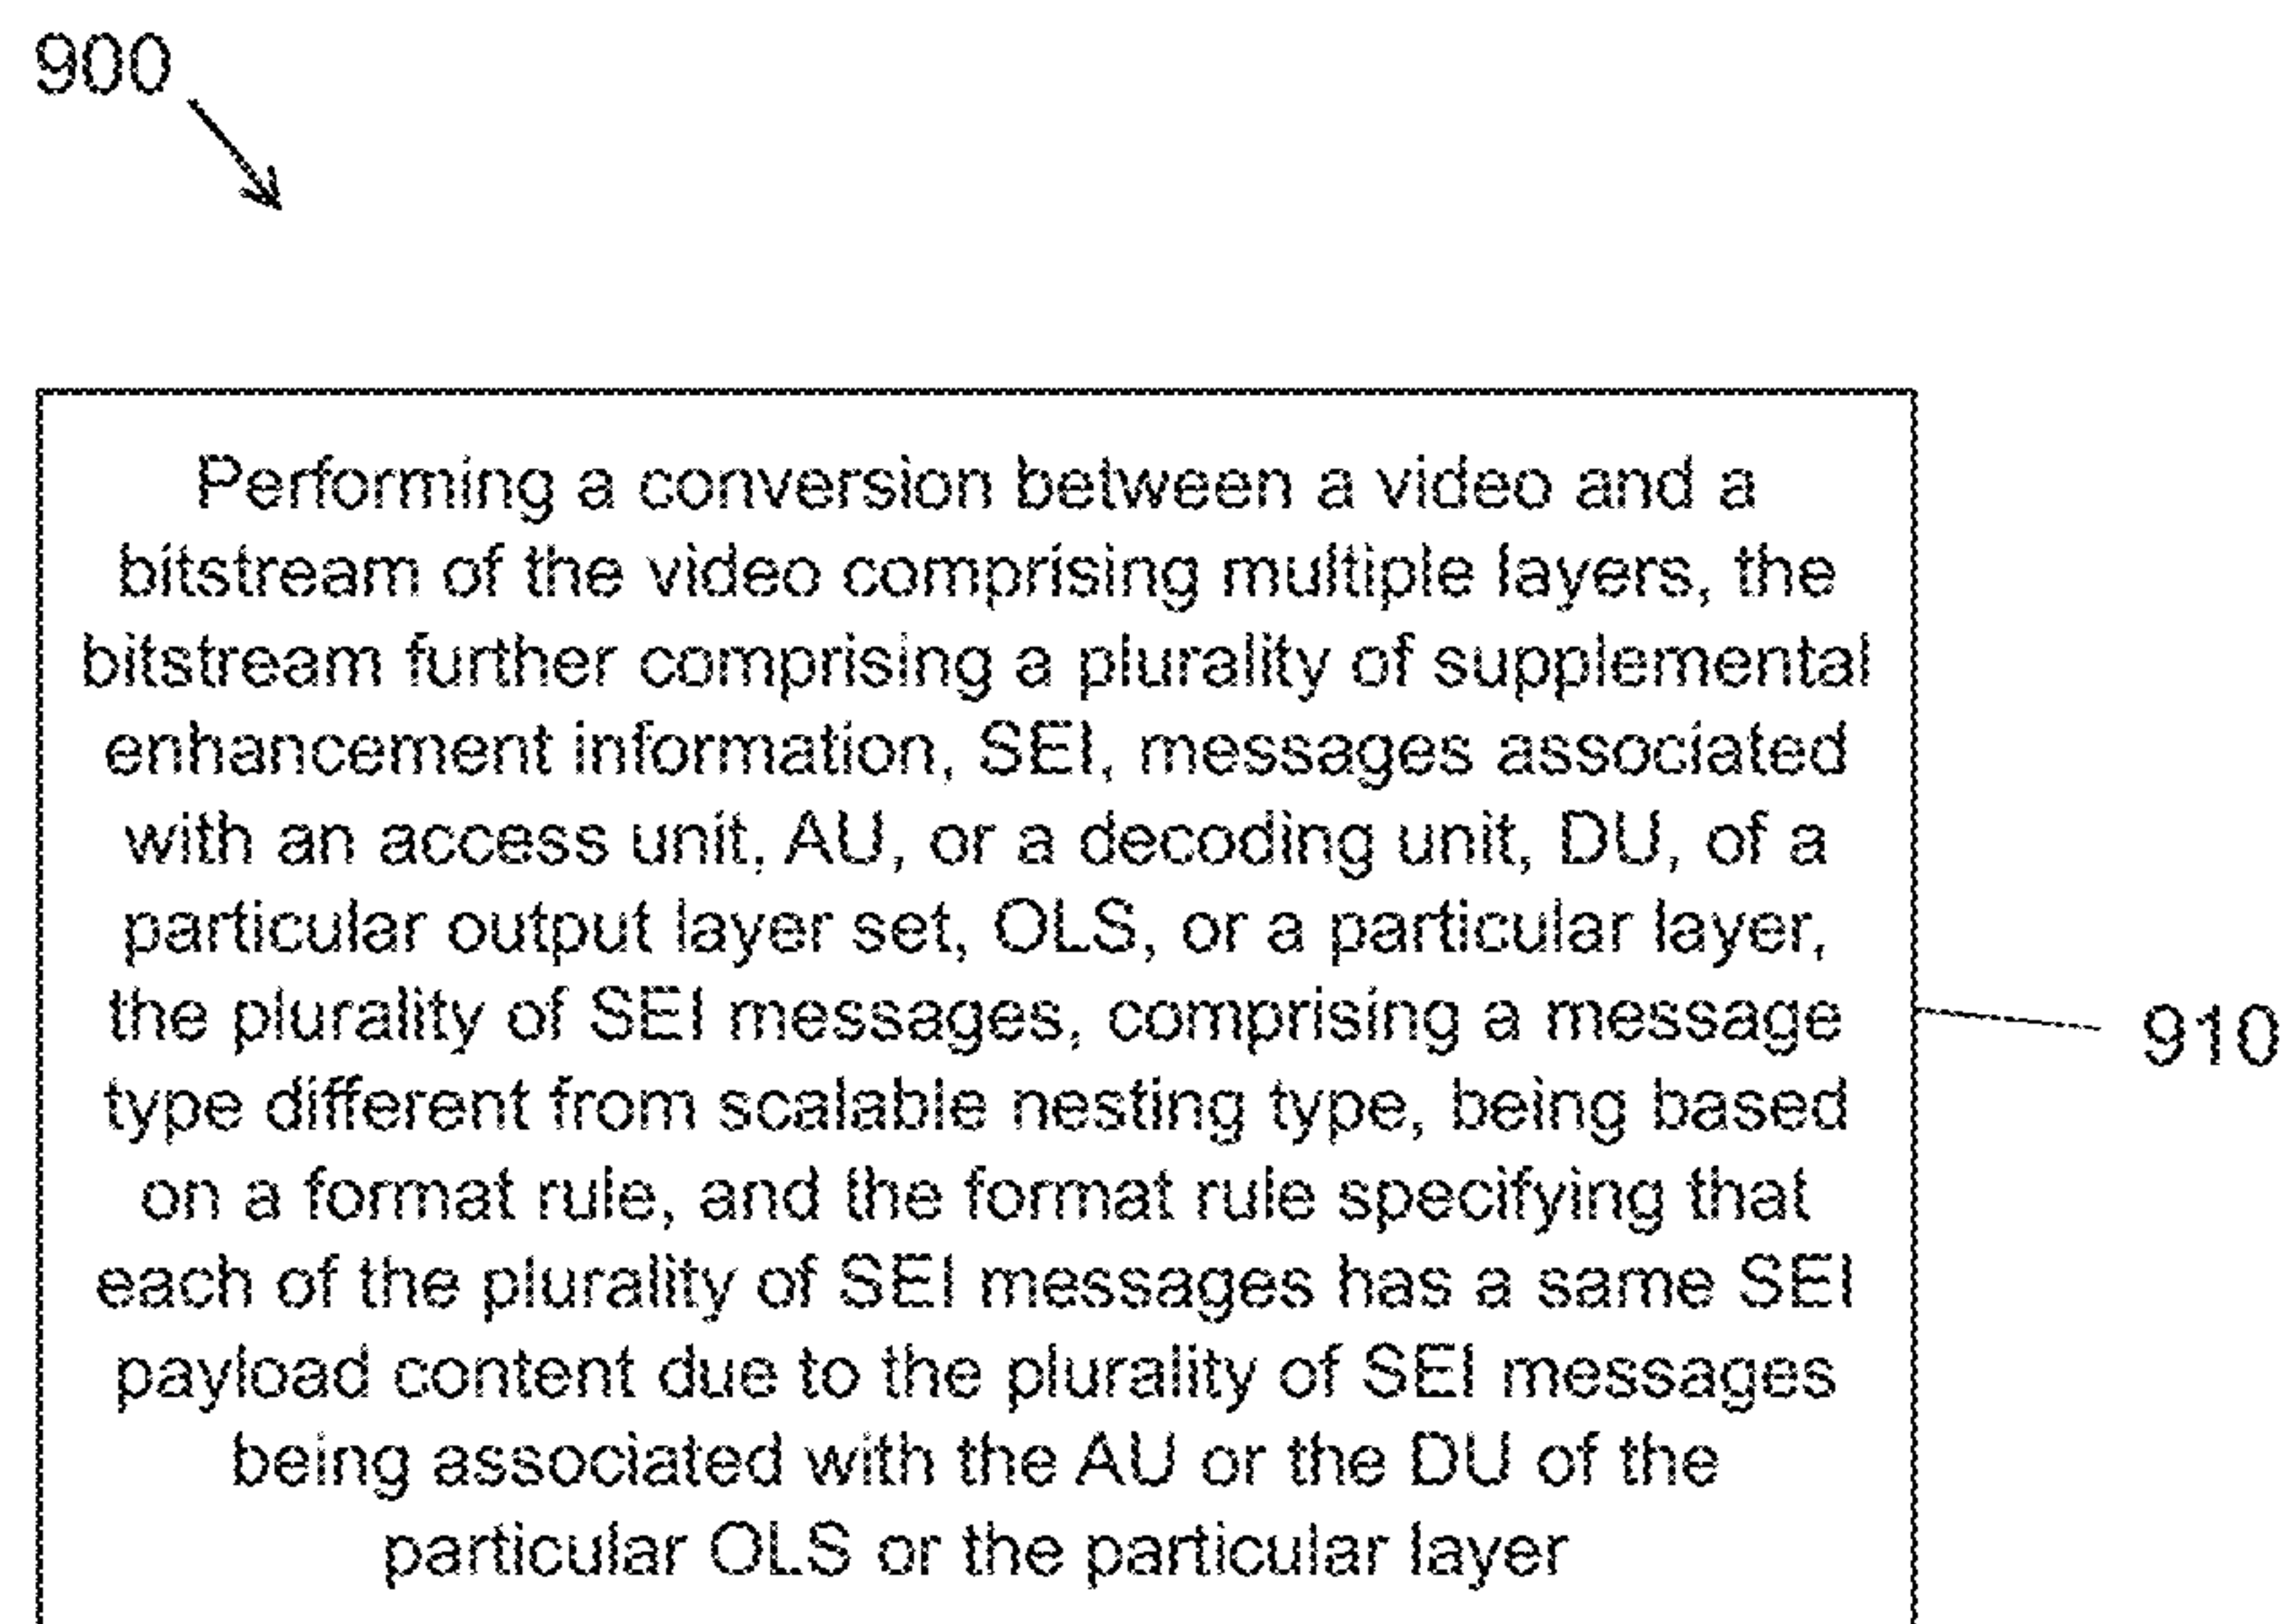 900
Performing a conversion between a video and a
bitstream of the video comprising multiple layers, the
bitstream further comprising a plurality of supplemental
enhancement information, SEI, messages associated
with an access unit, AU, or a decoding unit, DU, of a
particular output layer set, OLS, or a particular layer,
the plurality of SEI messages, comprising a message
type different from scalable nesting type, being based
on a format rule, and the format rule specifying that
each of the plurality of SEI messages has a same SEI
payload content due to the plurality of SEI messages
being associated with the AU or the DU of the
particular OLS or the particular layer
910